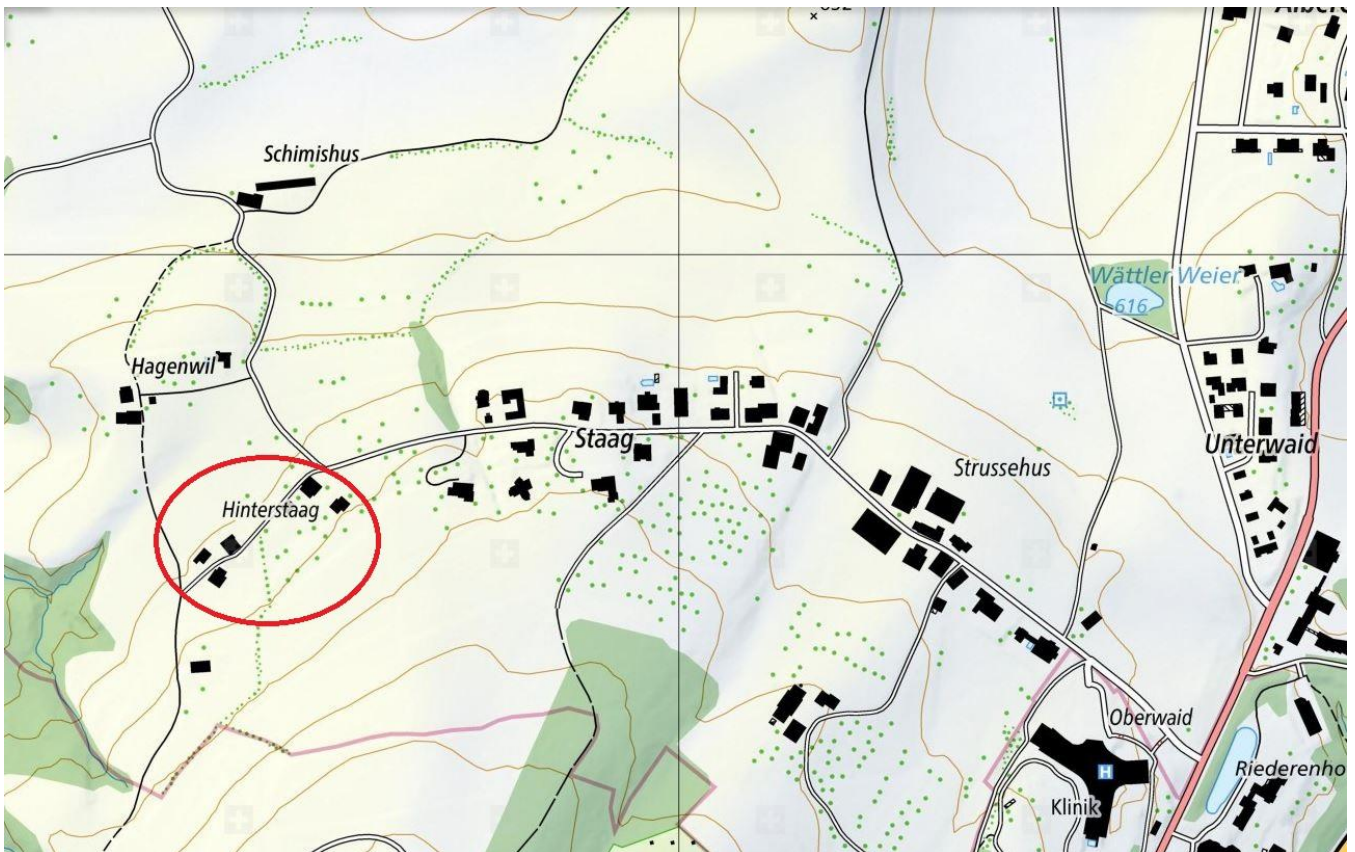 Schimishus
Wättler Weier
616
Hagenwil
Staag
Unterwaid
Strussehus
Hinterstaag
Oberwaid
H
Riederenho
Klinik